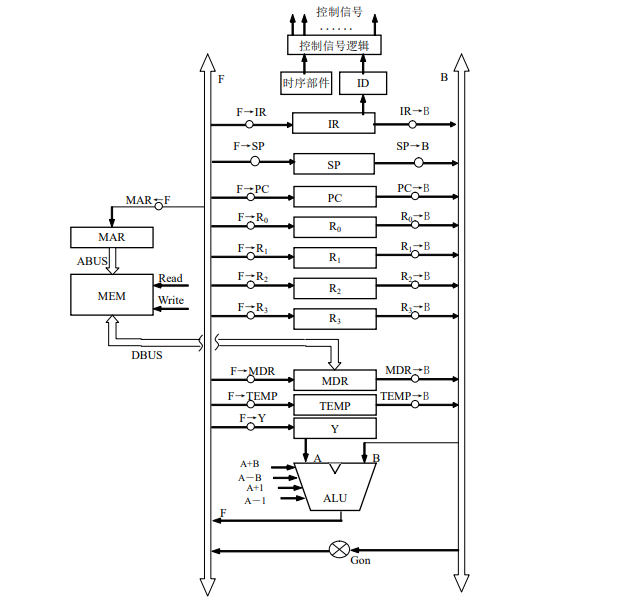 控制信号
......
控制信号逻辑
F
B
时序部件
ID
F→IR
IR
IR→B
F→SP
SP
SP→B
F→PC
PC
PC→B
MAR←F
F→R₀
R₀
R₀→B
MAR
F→R₁
R₁
R₁→B
ABUS
MEM
Read
Write
F→R₂
R₂
R₂→B
F→R₃
R₃
R₃→B
DBUS
F→MDR
MDR
MDR→B
F→TEMP
TEMP
TEMP→B
F→Y
Y
A
B
A+B
A－B
A+1
A－1
ALU
F
Gon